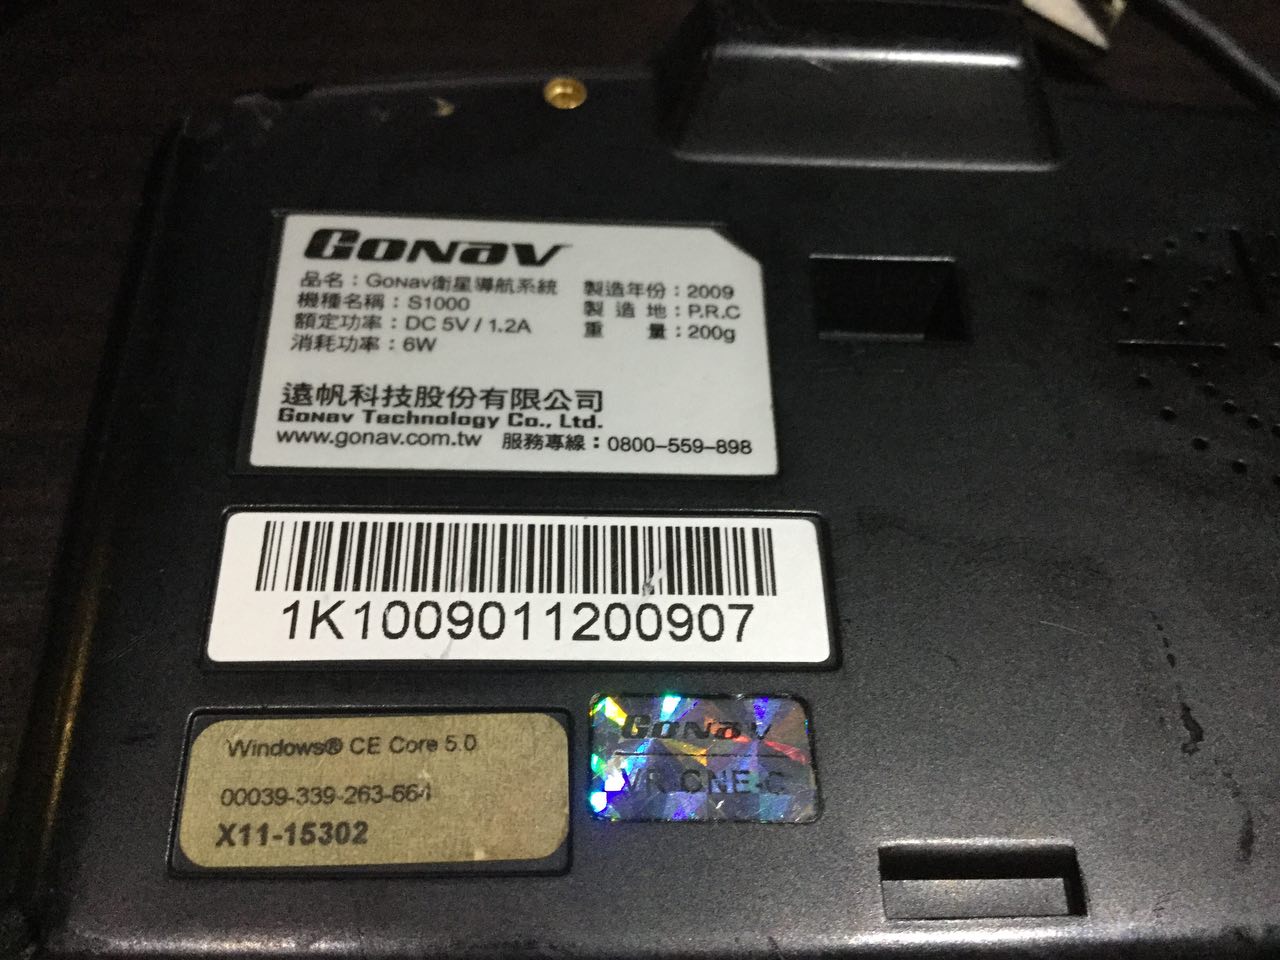 GONAV
品名：GONAV衛星導航系統 製造年份：2009
機種名稱：S1000 製造地：P.R.C
額定功率：DC 5V / 1.2A 重量：200g
消耗功率：6W
遠帆科技股份有限公司
Gonav Technology Co., Ltd.
www.gonav.com.tw 服務專線：0800-559-898
1K1009011200907
Windows® CE Core 5.0
00039-339-263-664
X11-15302
GONAV
VR-CNE-C